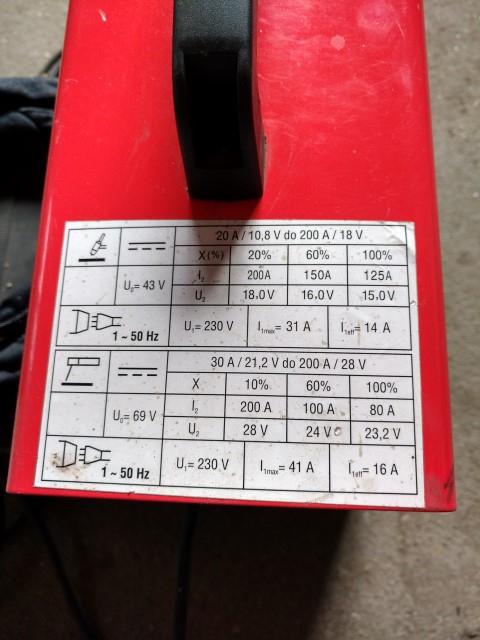 20 A / 10,8 V do 200 A / 18 V
X (%) 20% 60% 100%
U₀= 43 V I₂ 200A 150A 125A
U₂ 18.0V 16.0V 15.0V
1 ~ 50 Hz U₁= 230 V I1max= 31 A I1eff= 14 A
30 A / 21,2 V do 200 A / 28 V
X 10% 60% 100%
U₀= 69 V I₂ 200 A 100 A 80 A
U₂ 28 V 24 V 23,2 V
1 ~ 50 Hz U₁= 230 V I1max= 41 A I1eff= 16 A